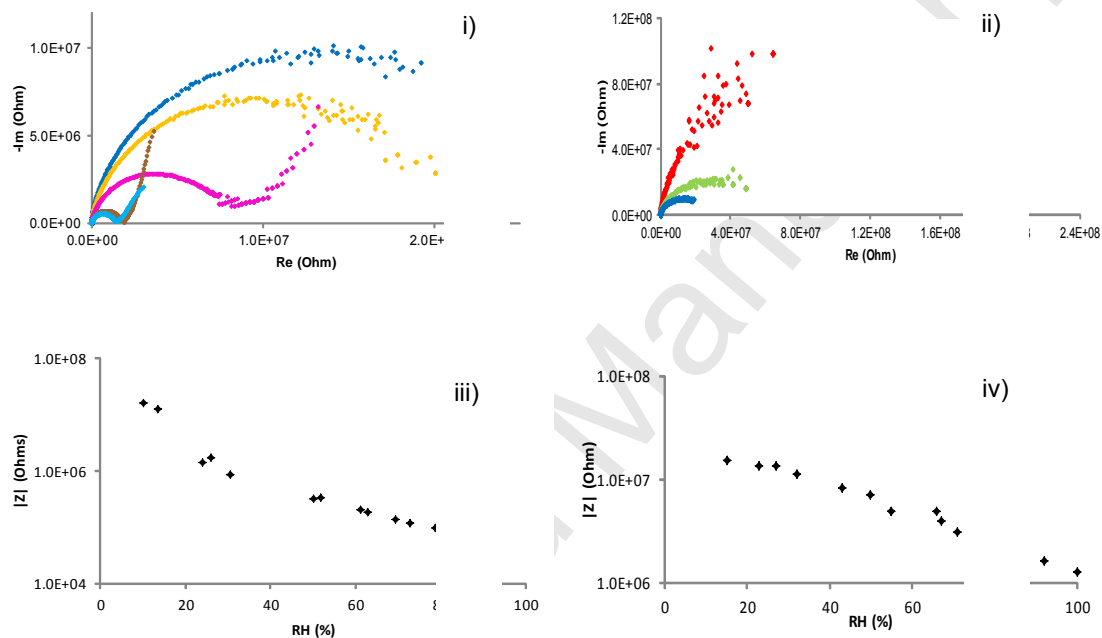 i)
1.0E+07
5.0E+06
0.0E+00
-Im (Ohm)
0.0E+00 1.0E+07 2.0E+
Re (Ohm)
ii)
1.2E+08
8.0E+07
4.0E+07
0.0E+00
-Im (Ohm)
0.0E+00 4.0E+07 8.0E+07 1.2E+08 1.6E+08 2.4E+08
Re (Ohm)
iii)
1.0E+08
1.0E+06
1.0E+04
|Z| (Ohms)
0 20 40 60 8 100
RH (%)
iv)
1.0E+08
1.0E+07
1.0E+06
|Z| (Ohm)
0 20 40 60 100
RH (%)
Manu